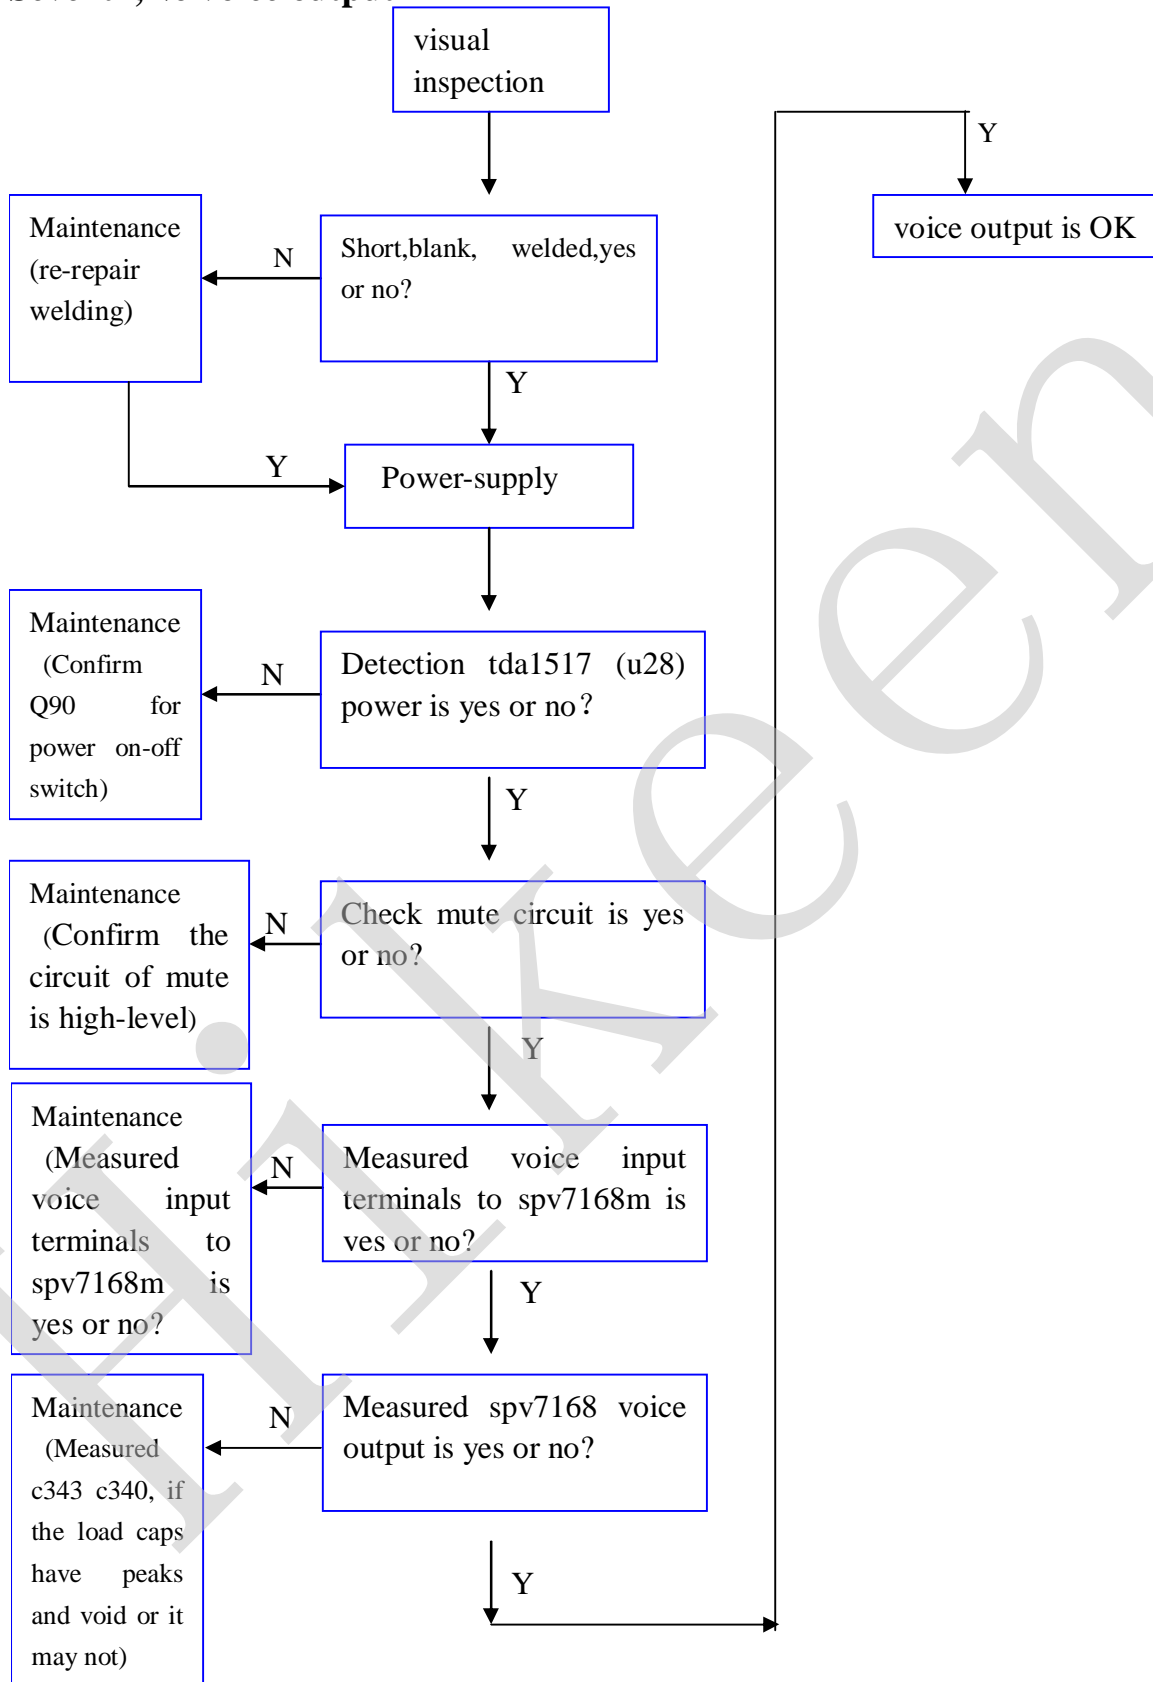 visual
inspection
Y
voice output is OK
Maintenance
(re-repair
welding)
N
Short,blank, welded,yes
or no?
Y
Y
Power-supply
Maintenance
(Confirm
Q90 for
power on-off
switch)
N
Detection tda1517 (u28)
power is yes or no?
Y
Maintenance
(Confirm the
circuit of mute
is high-level)
N
Check mute circuit is yes
or no?
Y
Maintenance
(Measured
voice input
terminals to
spv7168m is
yes or no?
N
Measured voice input
terminals to spv7168m is
ves or no?
Y
Maintenance
(Measured
c343 c340, if
the load caps
have peaks
and void or it
may not)
N
Measured spv7168 voice
output is yes or no?
Y
Hikeen